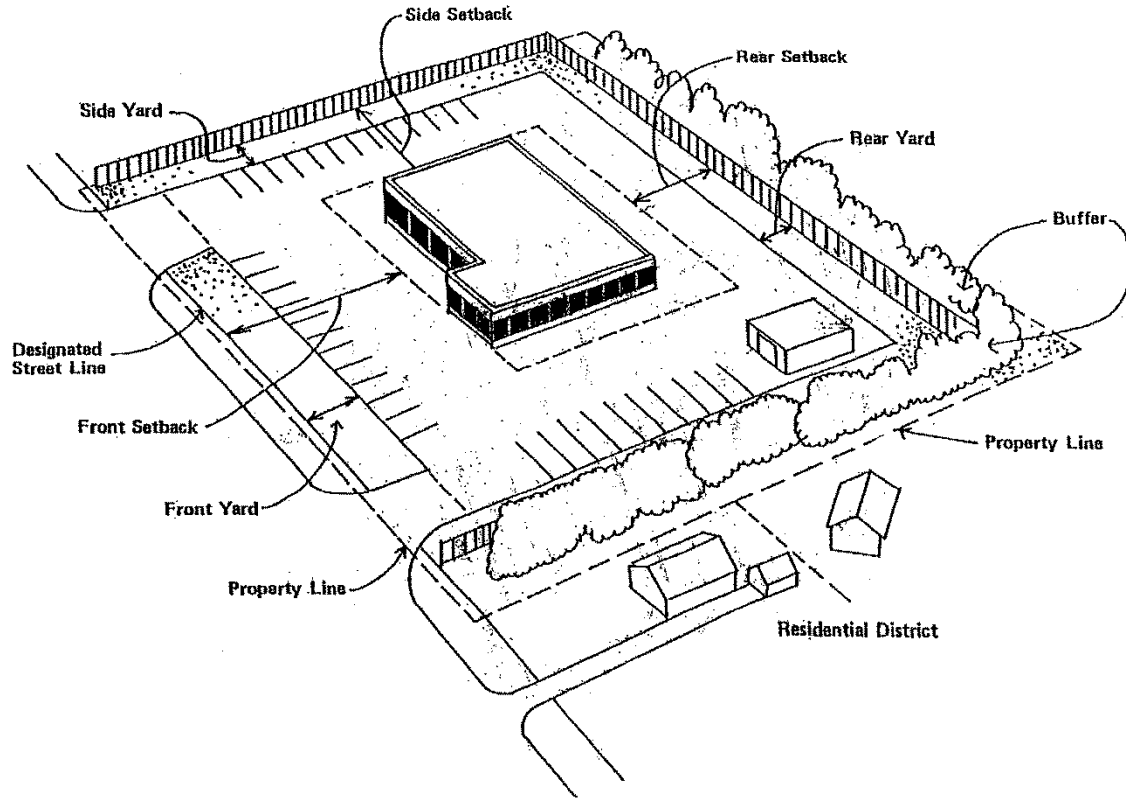 Side Setback
Rear Setback
Side Yard
Rear Yard
Buffer
Designated
Street Line
Front Setback
Property Line
Front Yard
Property Line
Residential District